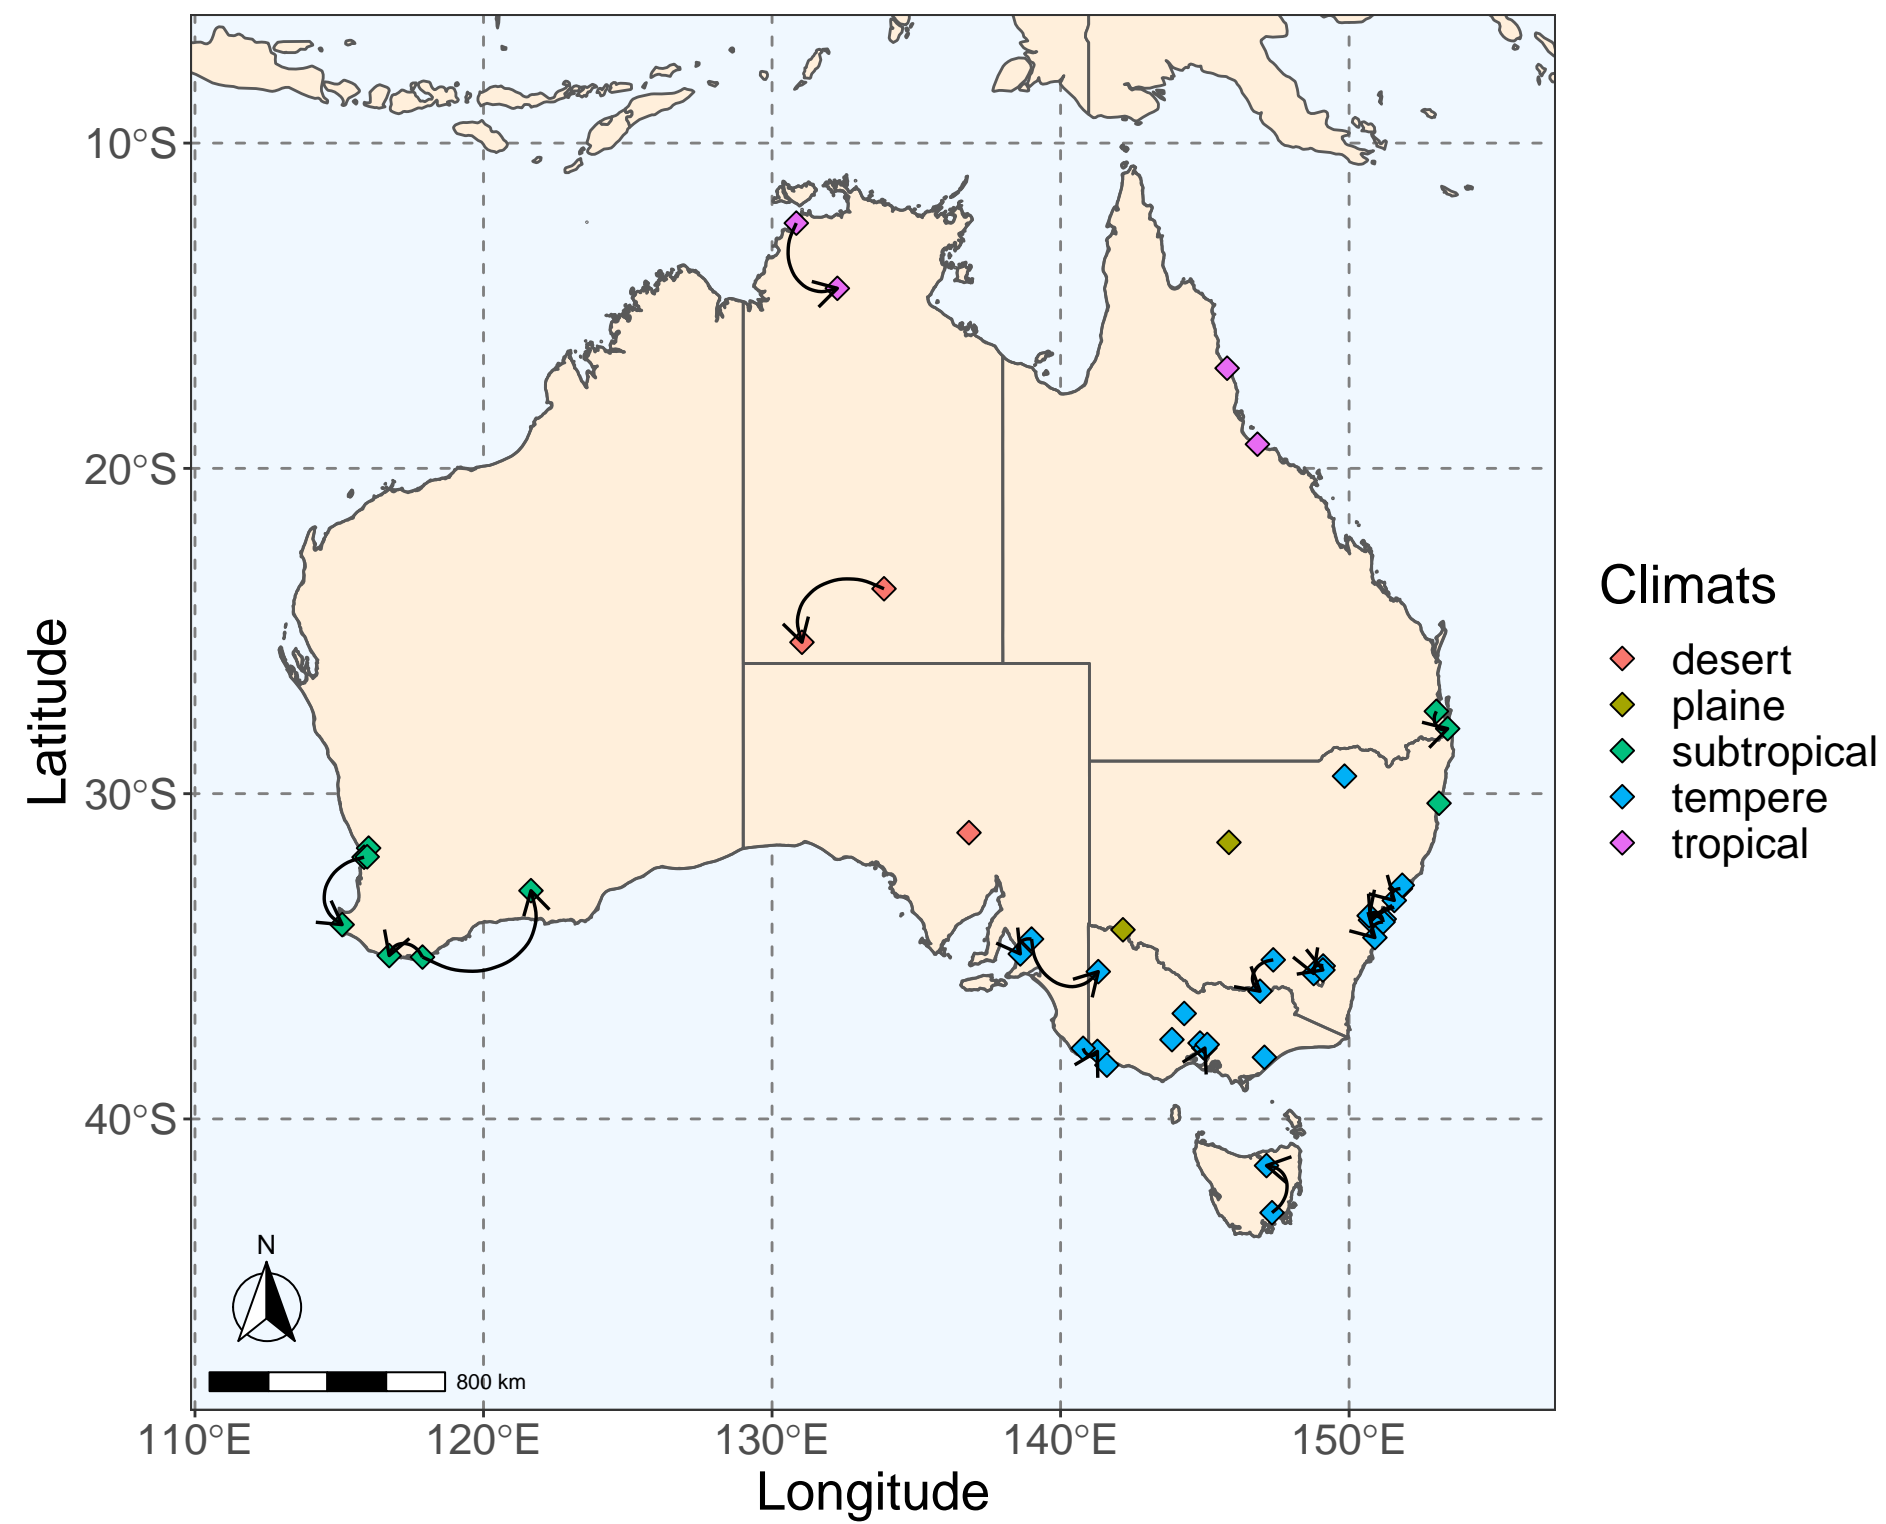 10°S
20°S
30°S
40°S
Latitude
N
800 km
110°E
120°E
130°E
140°E
150°E
Longitude
Climats
desert
plaine
subtropical
tempere
tropical